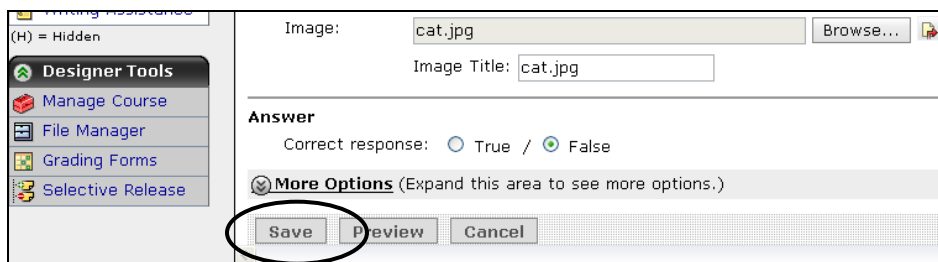 Writing Assistance
(H) = Hidden
Designer Tools
Manage Course
File Manager
Grading Forms
Selective Release
Image: cat.jpg Browse...
Image Title: cat.jpg
Answer
Correct response: True / False
More Options (Expand this area to see more options.)
Save Preview Cancel